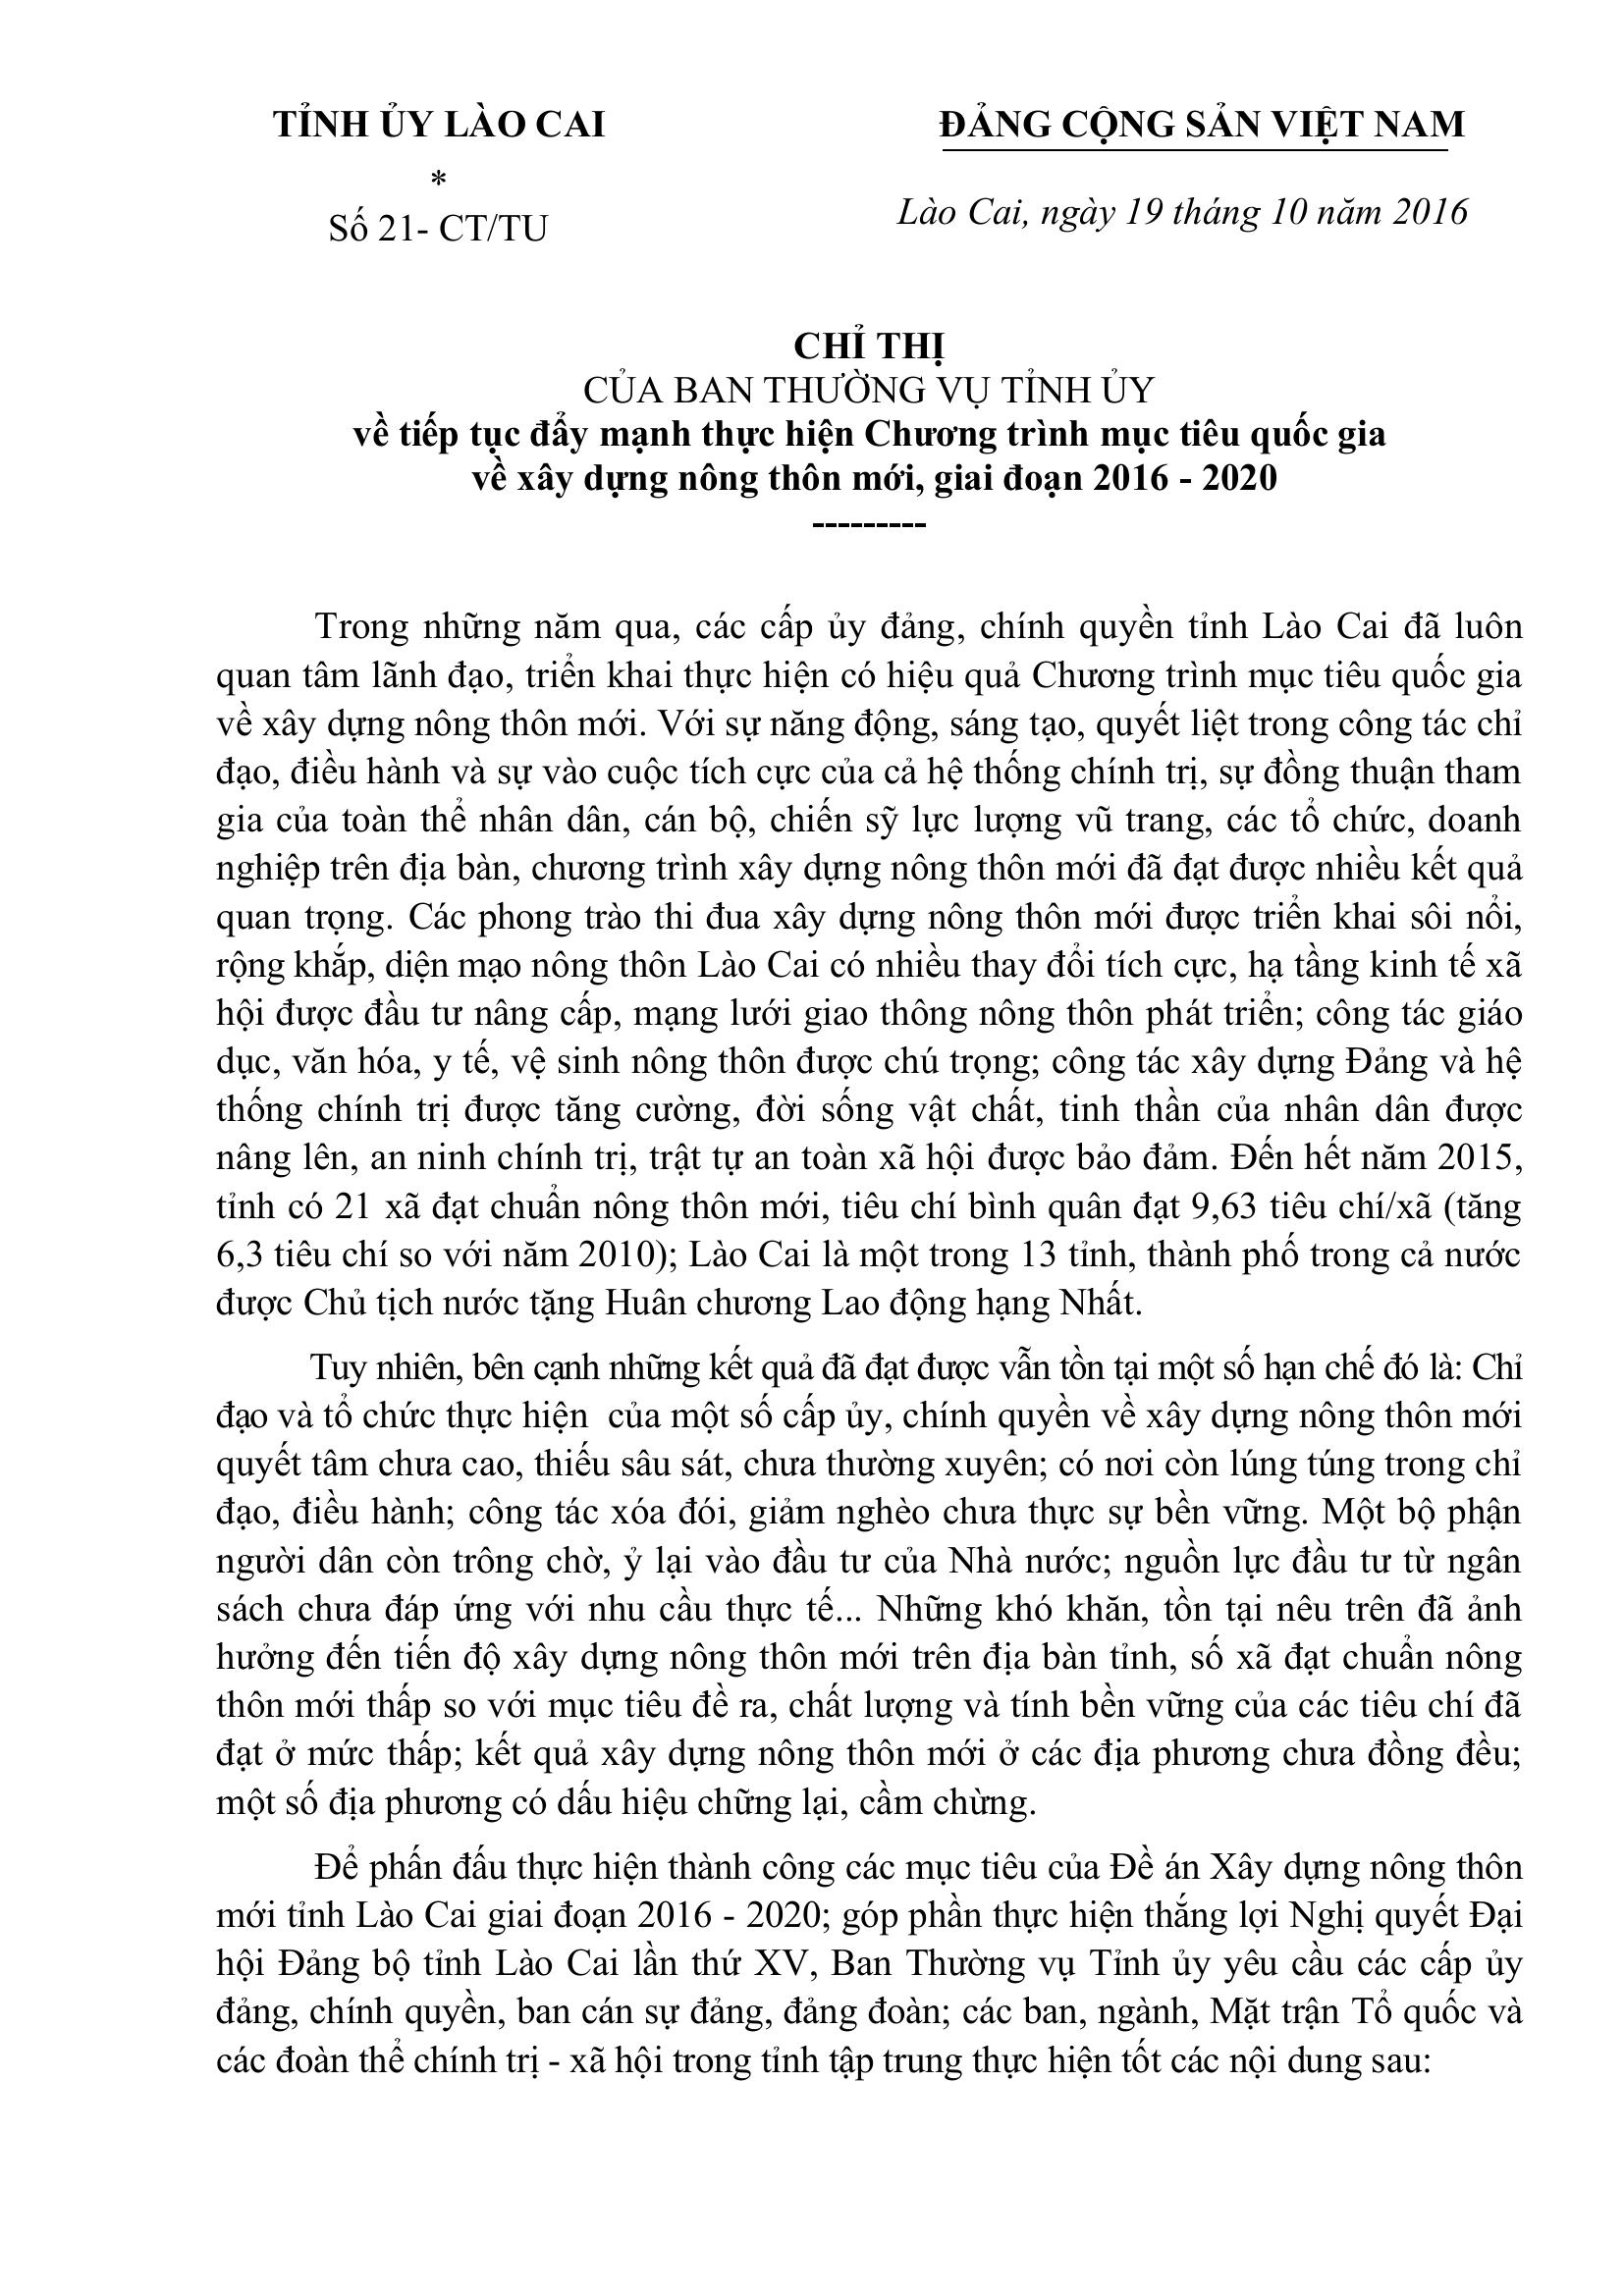 TỈNH ỦY LÀO CAI
*
Số 21- CT/TU
ĐẢNG CỘNG SẢN VIỆT NAM
Lào Cai, ngày 19 tháng 10 năm 2016
CHỈ THỊ
CỦA BAN THƯỜNG VỤ TỈNH ỦY
về tiếp tục đẩy mạnh thực hiện Chương trình mục tiêu quốc gia
về xây dựng nông thôn mới, giai đoạn 2016 - 2020
---------
Trong những năm qua, các cấp ủy đảng, chính quyền tỉnh Lào Cai đã luôn
quan tâm lãnh đạo, triển khai thực hiện có hiệu quả Chương trình mục tiêu quốc gia
về xây dựng nông thôn mới. Với sự năng động, sáng tạo, quyết liệt trong công tác chỉ
đạo, điều hành và sự vào cuộc tích cực của cả hệ thống chính trị, sự đồng thuận tham
gia của toàn thể nhân dân, cán bộ, chiến sỹ lực lượng vũ trang, các tổ chức, doanh
nghiệp trên địa bàn, chương trình xây dựng nông thôn mới đã đạt được nhiều kết quả
quan trọng. Các phong trào thi đua xây dựng nông thôn mới được triển khai sôi nổi,
rộng khắp, diện mạo nông thôn Lào Cai có nhiều thay đổi tích cực, hạ tầng kinh tế xã
hội được đầu tư nâng cấp, mạng lưới giao thông nông thôn phát triển; công tác giáo
dục, văn hóa, y tế, vệ sinh nông thôn được chú trọng; công tác xây dựng Đảng và hệ
thống chính trị được tăng cường, đời sống vật chất, tinh thần của nhân dân được
nâng lên, an ninh chính trị, trật tự an toàn xã hội được bảo đảm. Đến hết năm 2015,
tỉnh có 21 xã đạt chuẩn nông thôn mới, tiêu chí bình quân đạt 9,63 tiêu chí/xã (tăng
6,3 tiêu chí so với năm 2010); Lào Cai là một trong 13 tỉnh, thành phố trong cả nước
được Chủ tịch nước tặng Huân chương Lao động hạng Nhất.
Tuy nhiên, bên cạnh những kết quả đã đạt được vẫn tồn tại một số hạn chế đó là: Chỉ
đạo và tổ chức thực hiện  của một số cấp ủy, chính quyền về xây dựng nông thôn mới
quyết tâm chưa cao, thiếu sâu sát, chưa thường xuyên; có nơi còn lúng túng trong chỉ
đạo, điều hành; công tác xóa đói, giảm nghèo chưa thực sự bền vững. Một bộ phận
người dân còn trông chờ, ỷ lại vào đầu tư của Nhà nước; nguồn lực đầu tư từ ngân
sách chưa đáp ứng với nhu cầu thực tế... Những khó khăn, tồn tại nêu trên đã ảnh
hưởng đến tiến độ xây dựng nông thôn mới trên địa bàn tỉnh, số xã đạt chuẩn nông
thôn mới thấp so với mục tiêu đề ra, chất lượng và tính bền vững của các tiêu chí đã
đạt ở mức thấp; kết quả xây dựng nông thôn mới ở các địa phương chưa đồng đều;
một số địa phương có dấu hiệu chững lại, cầm chừng.
Để phấn đấu thực hiện thành công các mục tiêu của Đề án Xây dựng nông thôn
mới tỉnh Lào Cai giai đoạn 2016 - 2020; góp phần thực hiện thắng lợi Nghị quyết Đại
hội Đảng bộ tỉnh Lào Cai lần thứ XV, Ban Thường vụ Tỉnh ủy yêu cầu các cấp ủy
đảng, chính quyền, ban cán sự đảng, đảng đoàn; các ban, ngành, Mặt trận Tổ quốc và
các đoàn thể chính trị - xã hội trong tỉnh tập trung thực hiện tốt các nội dung sau: